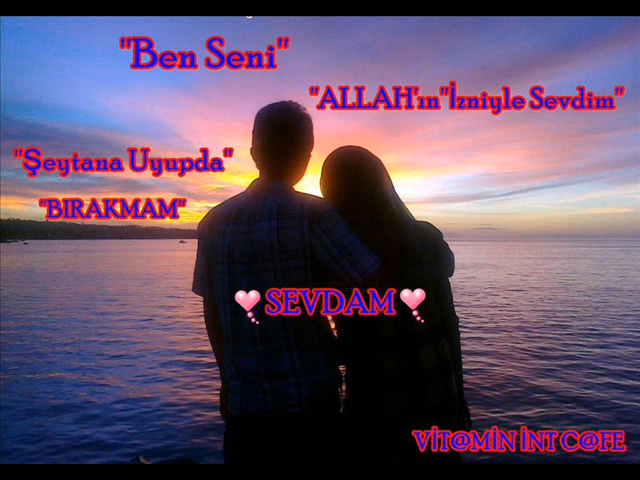 "Ben Seni"
"ALLAH'ın"İzniyle Sevdim"
"Şeytana Uyupda"
"BIRAKMAM"
SEVDAM
VİT@MİN İNT C@FE